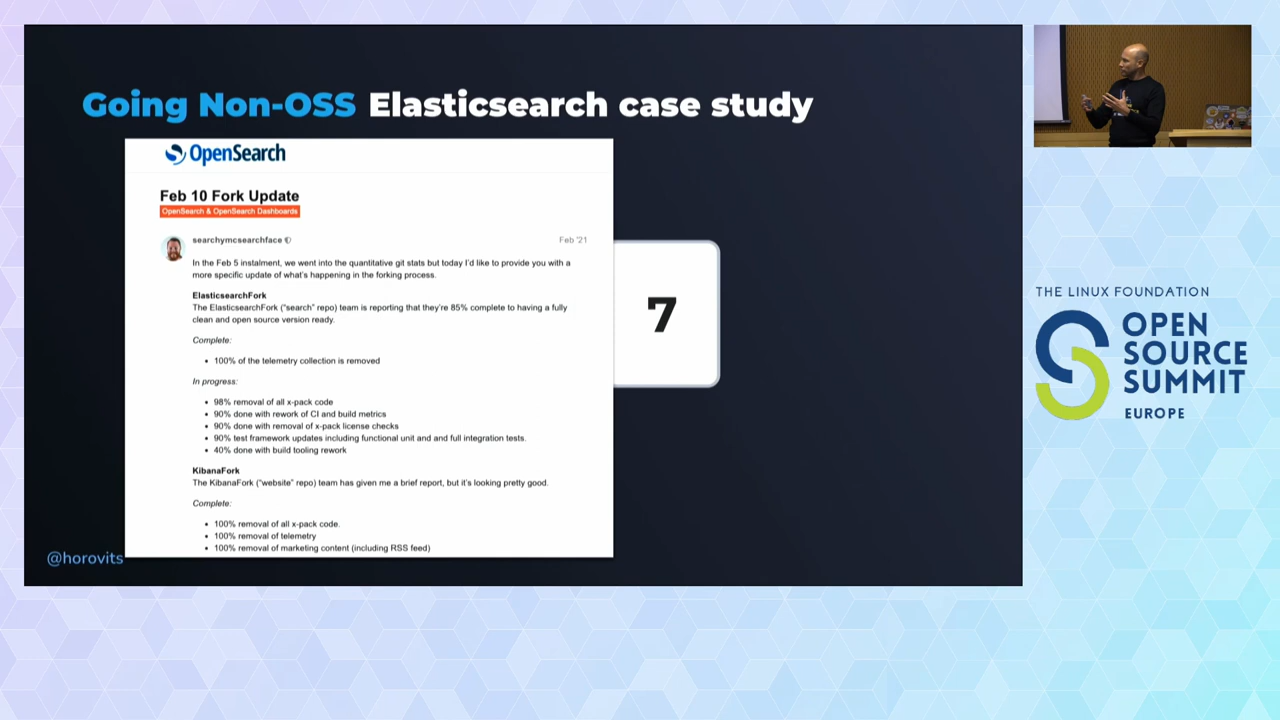 Going Non-OSS Elasticsearch case study
OpenSearch
Feb 10 Fork Update
OpenSearch & OpenSearch Dashboards
searchymcsearchface
Feb '21
In the Feb 5 instalment, we went into the quantitative git stats but today I'd like to provide you with a
more specific update of what's happening in the forking process.
ElasticsearchFork
The ElasticsearchFork ("search" repo) team is reporting that they're 85% complete to having a fully
clean and open source version ready.
Complete:
• 100% of the telemetry collection is removed
In progress:
• 98% removal of all x-pack code
• 90% done with rework of CI and build metrics
• 90% done with removal of x-pack license checks
• 90% test framework updates including functional unit and and full integration tests.
• 40% done with build tooling rework
KibanaFork
The KibanaFork ("website" repo) team has given me a brief report, but it's looking pretty good.
Complete:
• 100% removal of all x-pack code.
• 100% removal of telemetry
• 100% removal of marketing content (including RSS feed)
7
@horovits
THE LINUX FOUNDATION
OPEN
SOURCE
SUMMIT
EUROPE